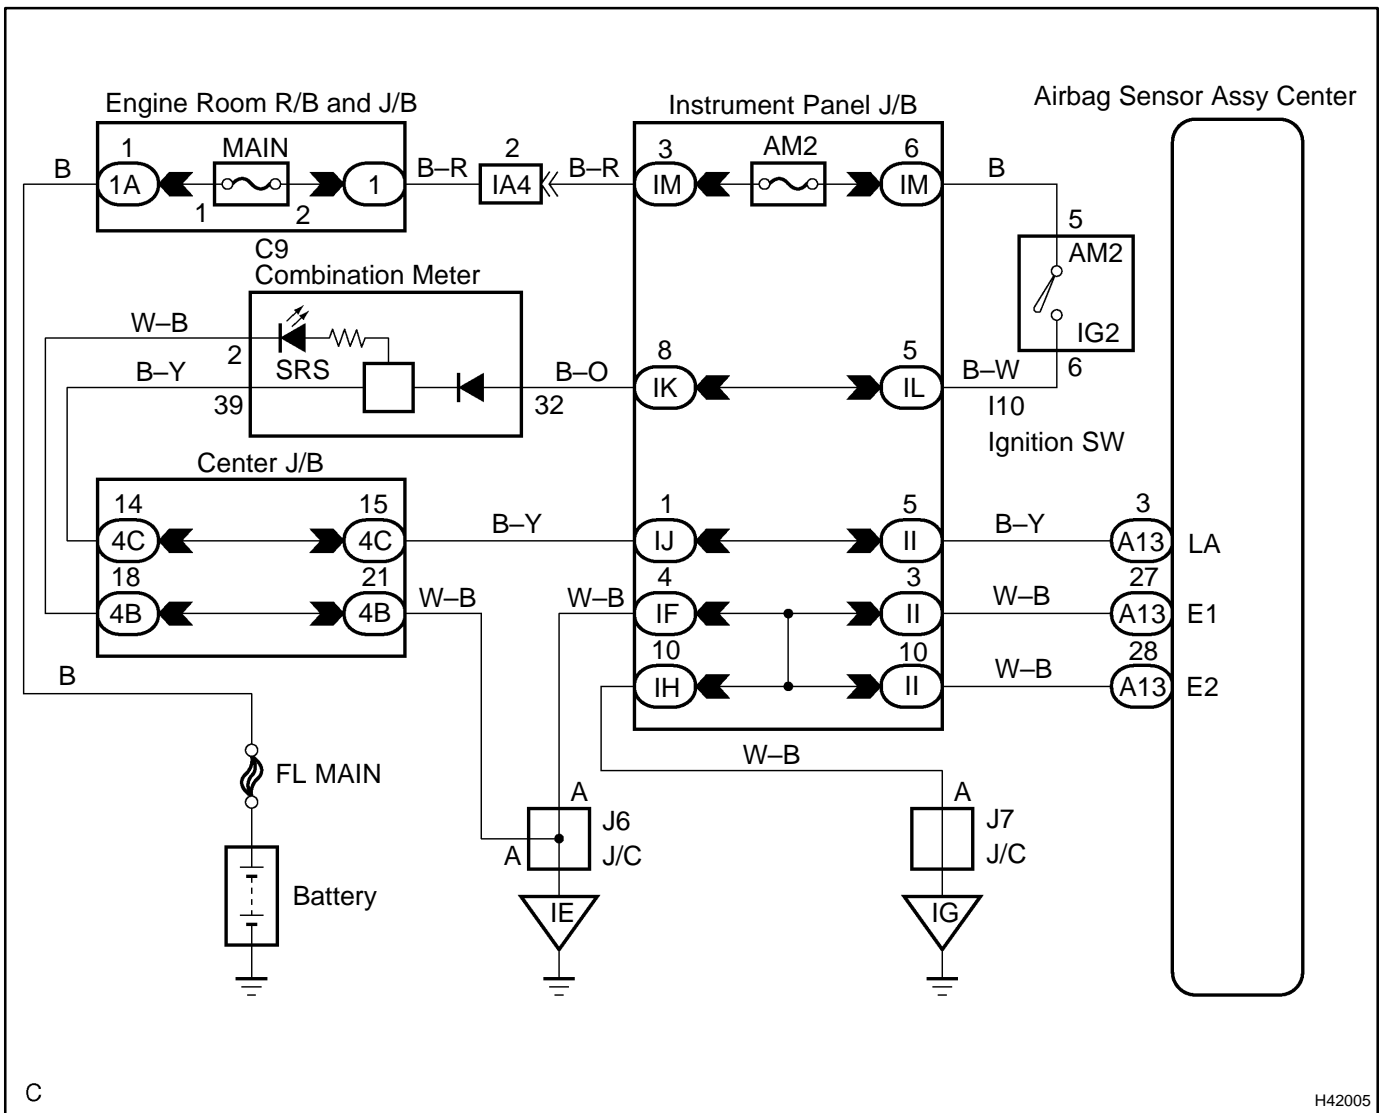 Engine Room R/B and J/B
Instrument Panel J/B
Airbag Sensor Assy Center
1
MAIN
2
3
AM2
6
B
1A
1
B–R
IA4
B–R
IM
IM
B
1
2
5
AM2
C9
Combination Meter
W–B
2
SRS
IG2
6
B–Y
39
32
B–O
8
IK
5
IL
B–W
I10
Ignition SW
Center J/B
14
4C
15
4C
B–Y
1
IJ
5
II
B–Y
3
A13
LA
18
4B
21
4B
W–B
W–B
4
IF
3
II
W–B
27
A13
E1
10
IH
10
II
W–B
28
A13
E2
B
W–B
FL MAIN
A
J6
A
J/C
A
J7
J/C
Battery
IE
IG
C
H42005